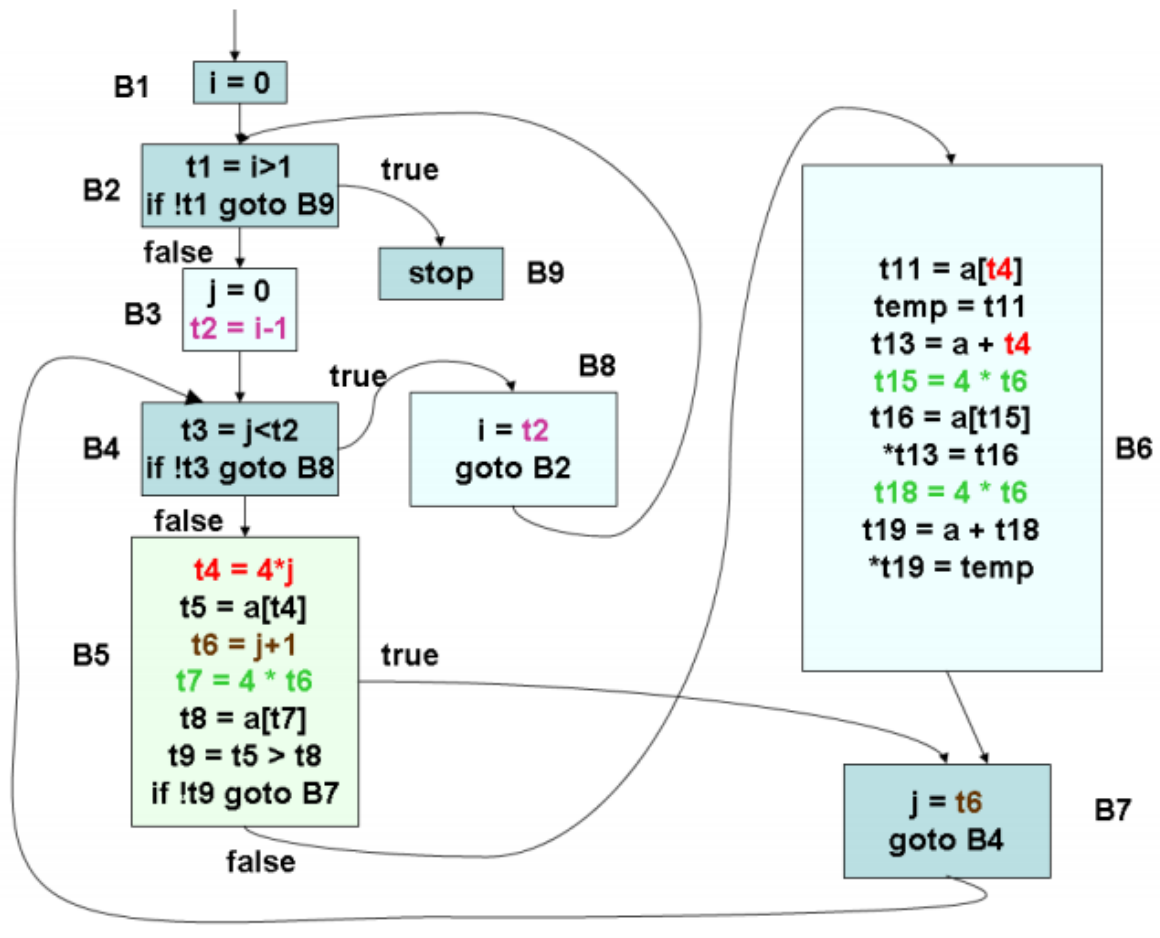 B1
i = 0
B2
t1 = i>1
if !t1 goto B9
true
false
stop
B9
B3
j = 0
t2 = i-1
true
B8
B4
t3 = j<t2
if !t3 goto B8
i = t2
goto B2
false
B5
t4 = 4*j
t5 = a[t4]
t6 = j+1
t7 = 4 * t6
t8 = a[t7]
t9 = t5 > t8
if !t9 goto B7
true
false
t11 = a[t4]
temp = t11
t13 = a + t4
t15 = 4 * t6
t16 = a[t15]
*t13 = t16
t18 = 4 * t6
t19 = a + t18
*t19 = temp
B6
j = t6
goto B4
B7